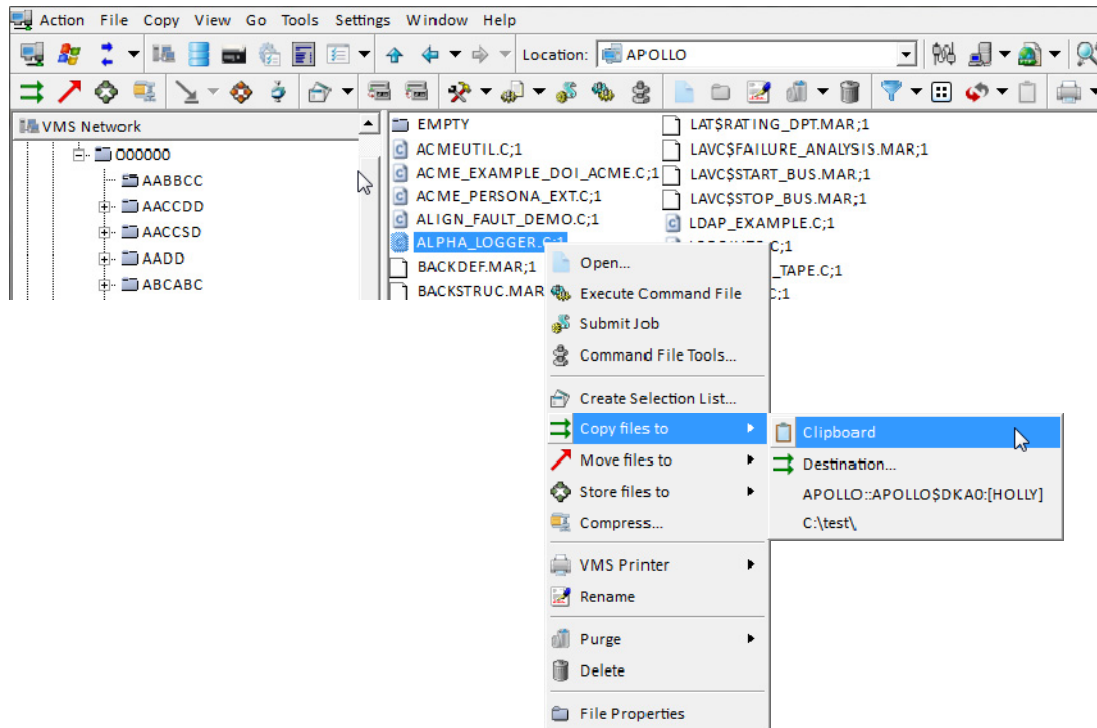 Action File Copy View Go Tools Settings Window Help
Location: APOLLO
VMS Network
000000
AABBCC
AACCDD
AACCSD
AADD
ABCABC
EMPTY
ACMEUTIL.C;1
ACME_EXAMPLE_DOI_ACME.C;1
ACME_PERSONA_EXT.C;1
ALIGN_FAULT_DEMO.C;1
ALPHA_LOGGER.C;1
BACKDEF.MAR;1
BACKSTRUC.MAR
LAT$RATING_DPT.MAR;1
LAVC$FAILURE_ANALYSIS.MAR;1
LAVC$START_BUS.MAR;1
LAVC$STOP_BUS.MAR;1
LDAP_EXAMPLE.C;1
C;1
_TAPE.C;1
C;1
Open...
Execute Command File
Submit Job
Command File Tools...
Create Selection List...
Copy files to
Move files to
Store files to
Compress...
VMS Printer
Rename
Purge
Delete
File Properties
Clipboard
Destination...
APOLLO::APOLLO$DKA0:[HOLLY]
C:\test\